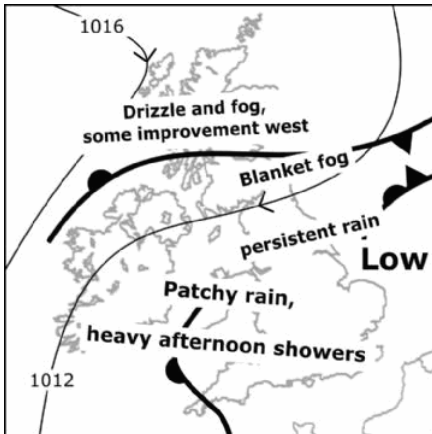 1016
Drizzle and fog,
some improvement west
Blanket fog
persistent rain
Low
Patchy rain,
heavy afternoon showers
1012